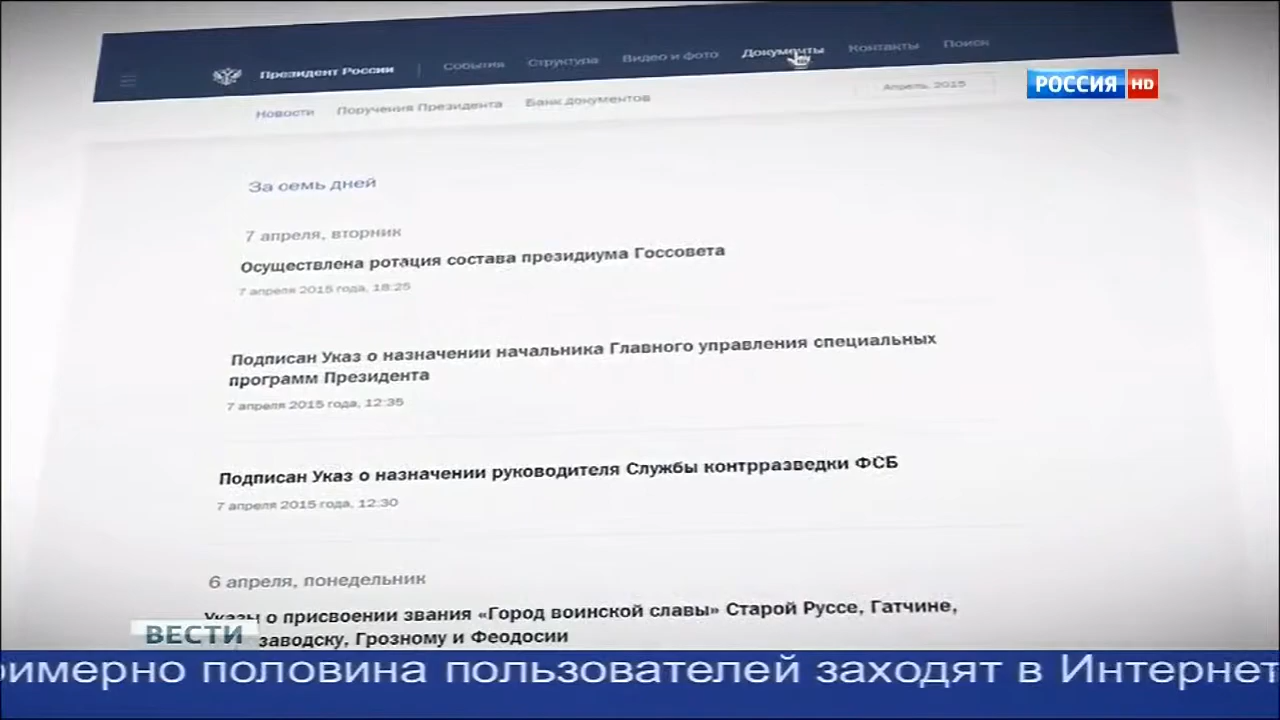 Президент России | События Структура Видео и фото Документы Контакты Поиск
РОССИЯ HD
Новости Поручения Президента Банк документов Апрель, 2015
За семь дней
7 апреля, вторник
Осуществлена ротация состава президиума Госсовета
7 апреля 2015 года, 18:25
Подписан Указ о назначении начальника Главного управления специальных
программ Президента
7 апреля 2015 года, 12:35
Подписан Указ о назначении руководителя Службы контрразведки ФСБ
7 апреля 2015 года, 12:30
6 апреля, понедельник
Указы о присвоении звания «Город воинской славы» Старой Руссе, Гатчине,
заводску, Грозному и Феодосии
ВЕСТИ
римерно половина пользователей заходят в Интернет